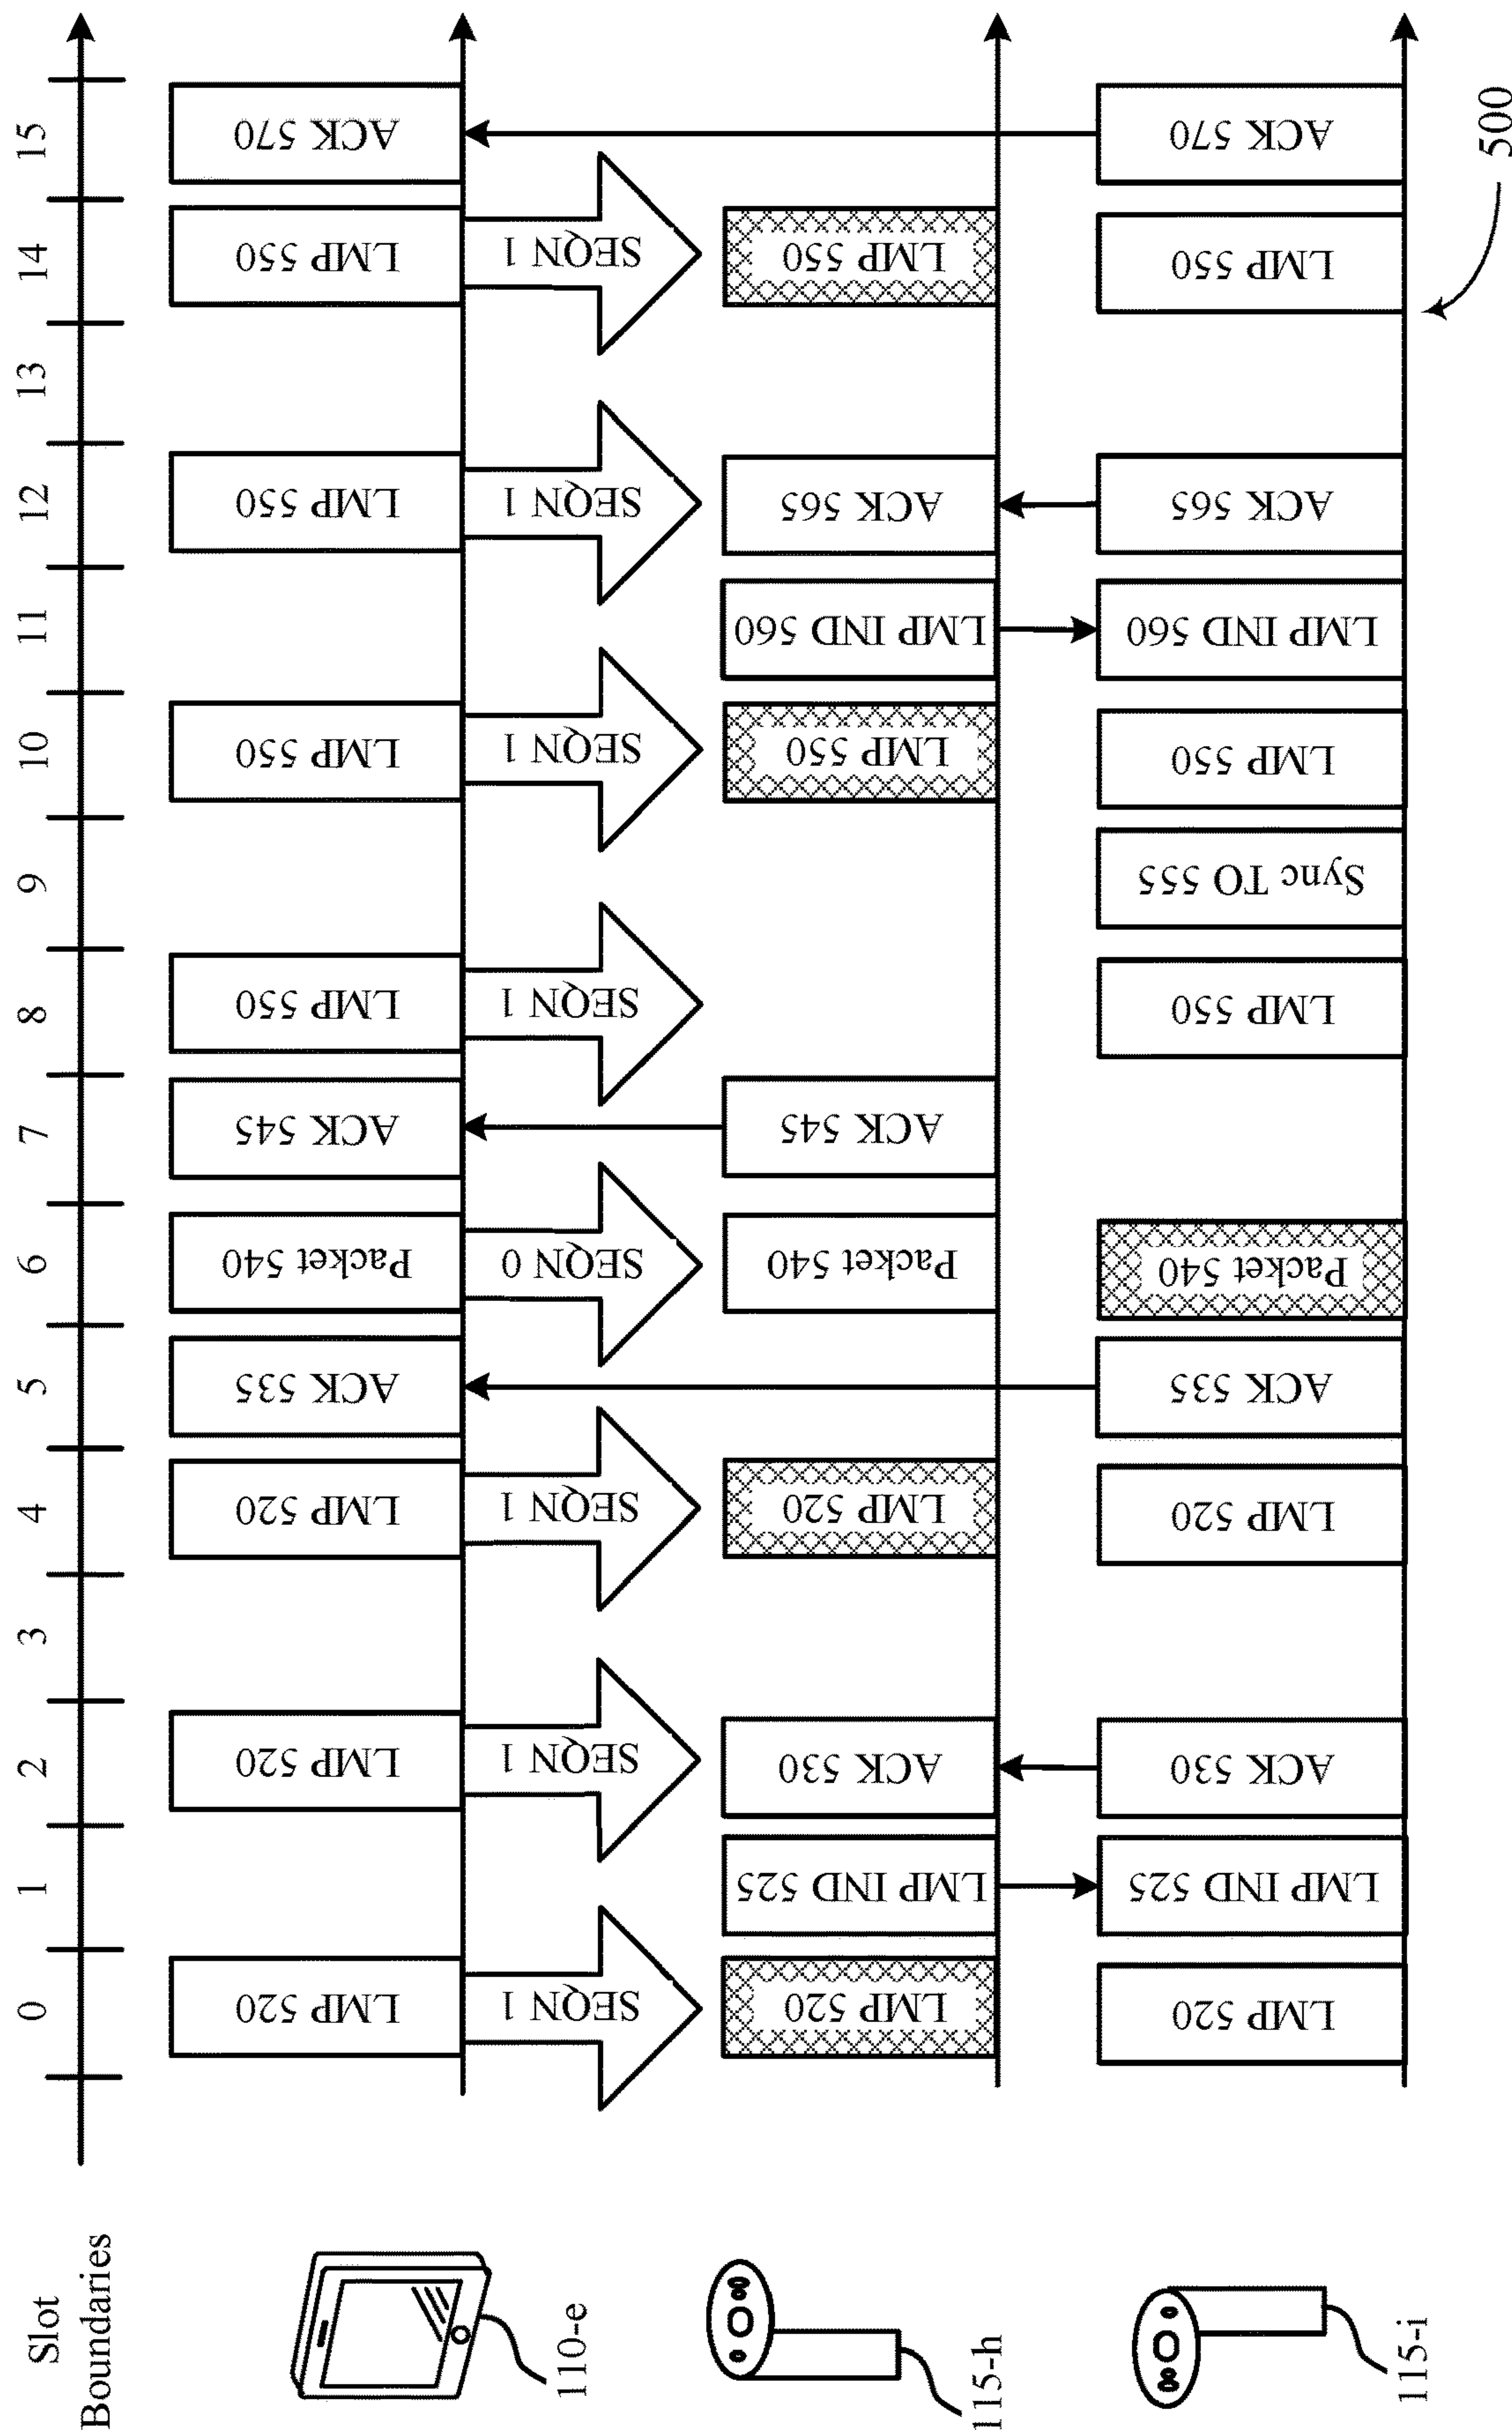 Slot
Boundaries
0
1
2
3
4
5
6
7
8
9
10
11
12
13
14
15
110-e
LMP 520
LMP 520
LMP 520
ACK 535
Packet 540
ACK 545
LMP 550
LMP 550
LMP 550
LMP 550
ACK 570
SEQN 1
SEQN 1
SEQN 1
SEQN 0
SEQN 1
SEQN 1
SEQN 1
SEQN 1
115-h
LMP 520
LMP IND 525
ACK 530
LMP 520
Packet 540
ACK 545
LMP 550
LMP IND 560
ACK 565
LMP 550
115-i
LMP 520
LMP IND 525
ACK 530
LMP 520
ACK 535
Packet 540
LMP 550
Sync TO 555
LMP 550
LMP IND 560
ACK 565
LMP 550
ACK 570
500